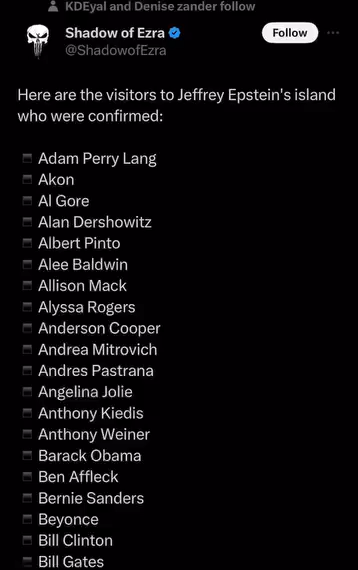 KDEyal and Denise zander follow
Shadow of Ezra
Follow
@ShadowofEzra
Here are the visitors to Jeffrey Epstein's island
who were confirmed:
Adam Perry Lang
Akon
Al Gore
Alan Dershowitz
Albert Pinto
Alee Baldwin
Allison Mack
Alyssa Rogers
Anderson Cooper
Andrea Mitrovich
Andres Pastrana
Angelina Jolie
Anthony Kiedis
Anthony Weiner
Barack Obama
Ben Affleck
Bernie Sanders
Beyonce
Bill Clinton
Bill Gates